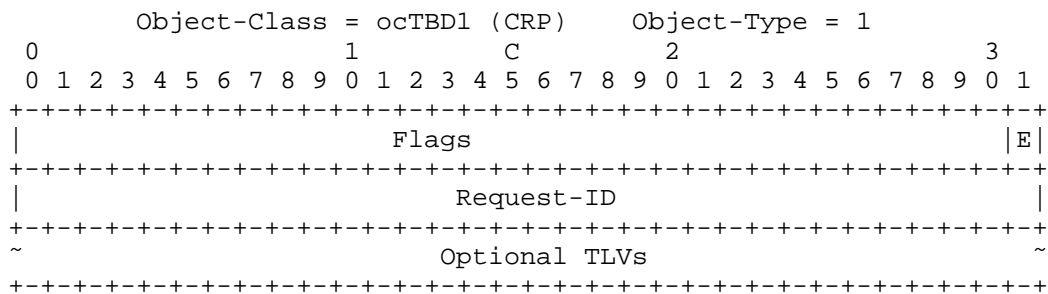 Object-Class = ocTBD1 (CRP)    Object-Type = 1
  0                   1         C         2                   3
  0 1 2 3 4 5 6 7 8 9 0 1 2 3 4 5 6 7 8 9 0 1 2 3 4 5 6 7 8 9 0 1
 +-+-+-+-+-+-+-+-+-+-+-+-+-+-+-+-+-+-+-+-+-+-+-+-+-+-+-+-+-+-+-+-+
 |                       Flags                                 |E|
 +-+-+-+-+-+-+-+-+-+-+-+-+-+-+-+-+-+-+-+-+-+-+-+-+-+-+-+-+-+-+-+-+
 |                           Request-ID                          |
 +-+-+-+-+-+-+-+-+-+-+-+-+-+-+-+-+-+-+-+-+-+-+-+-+-+-+-+-+-+-+-+-+
 ~                          Optional TLVs                        ~
 +-+-+-+-+-+-+-+-+-+-+-+-+-+-+-+-+-+-+-+-+-+-+-+-+-+-+-+-+-+-+-+-+